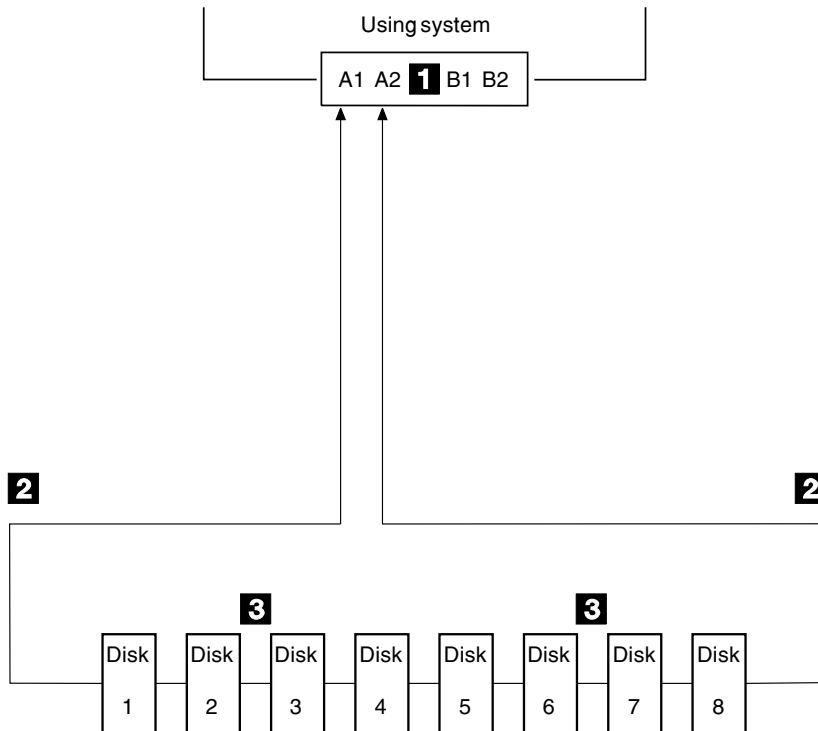 Using system
A1 A2 1 B1 B2
2 2
3 3
Disk Disk Disk Disk Disk Disk Disk Disk
1 2 3 4 5 6 7 8